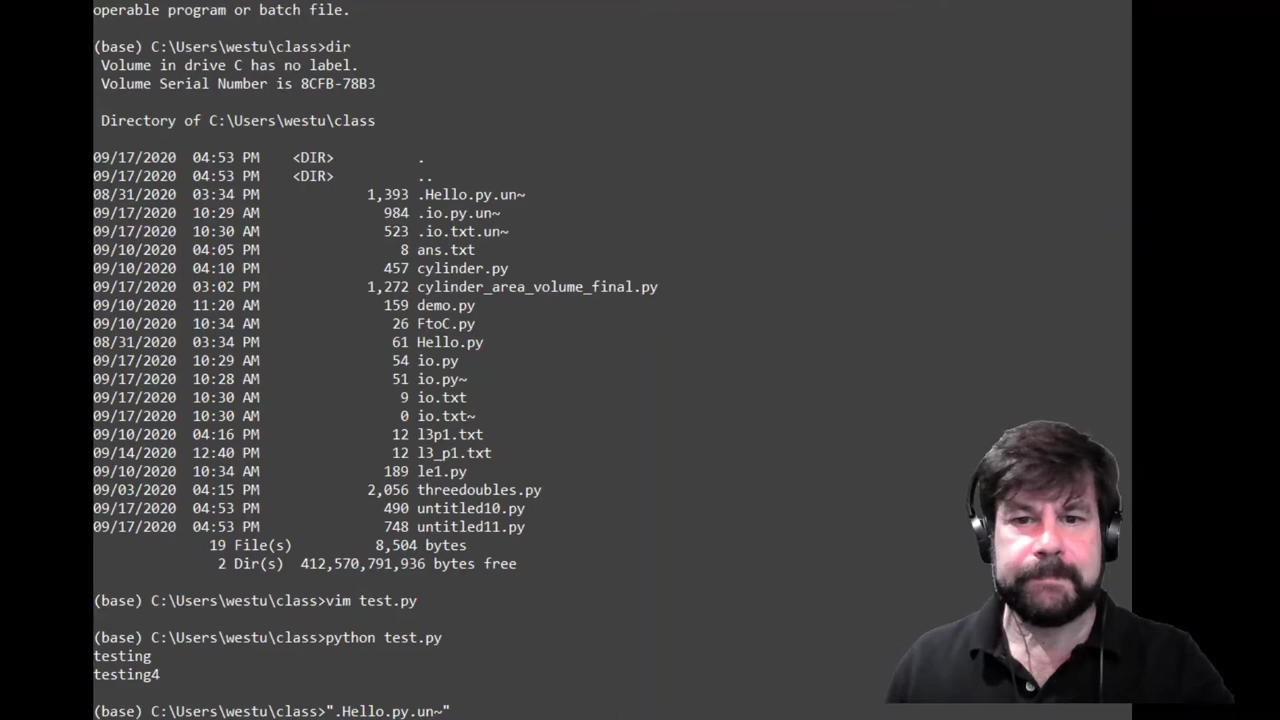 operable program or batch file.
(base) C:\Users\westu\class>dir
Volume in drive C has no label.
Volume Serial Number is 8CFB-78B3
Directory of C:\Users\westu\class
09/17/2020 04:53 PM <DIR> .
09/17/2020 04:53 PM <DIR> ..
08/31/2020 03:34 PM 1,393 .Hello.py.un~
09/17/2020 10:29 AM 984 .io.py.un~
09/17/2020 10:30 AM 523 .io.txt.un~
09/10/2020 04:05 PM 8 ans.txt
09/10/2020 04:10 PM 457 cylinder.py
09/17/2020 03:02 PM 1,272 cylinder_area_volume_final.py
09/10/2020 11:20 AM 159 demo.py
09/10/2020 10:34 AM 26 FtoC.py
08/31/2020 03:34 PM 61 Hello.py
09/17/2020 10:29 AM 54 io.py
09/17/2020 10:28 AM 51 io.py~
09/17/2020 10:30 AM 9 io.txt
09/17/2020 10:30 AM 0 io.txt~
09/10/2020 04:16 PM 12 l3p1.txt
09/14/2020 12:40 PM 12 l3_p1.txt
09/10/2020 10:34 AM 189 le1.py
09/03/2020 04:15 PM 2,056 threedoubles.py
09/17/2020 04:53 PM 490 untitled10.py
09/17/2020 04:53 PM 748 untitled11.py
19 File(s) 8,504 bytes
2 Dir(s) 412,570,791,936 bytes free
(base) C:\Users\westu\class>vim test.py
(base) C:\Users\westu\class>python test.py
testing
testing4
(base) C:\Users\westu\class>".Hello.py.un~"